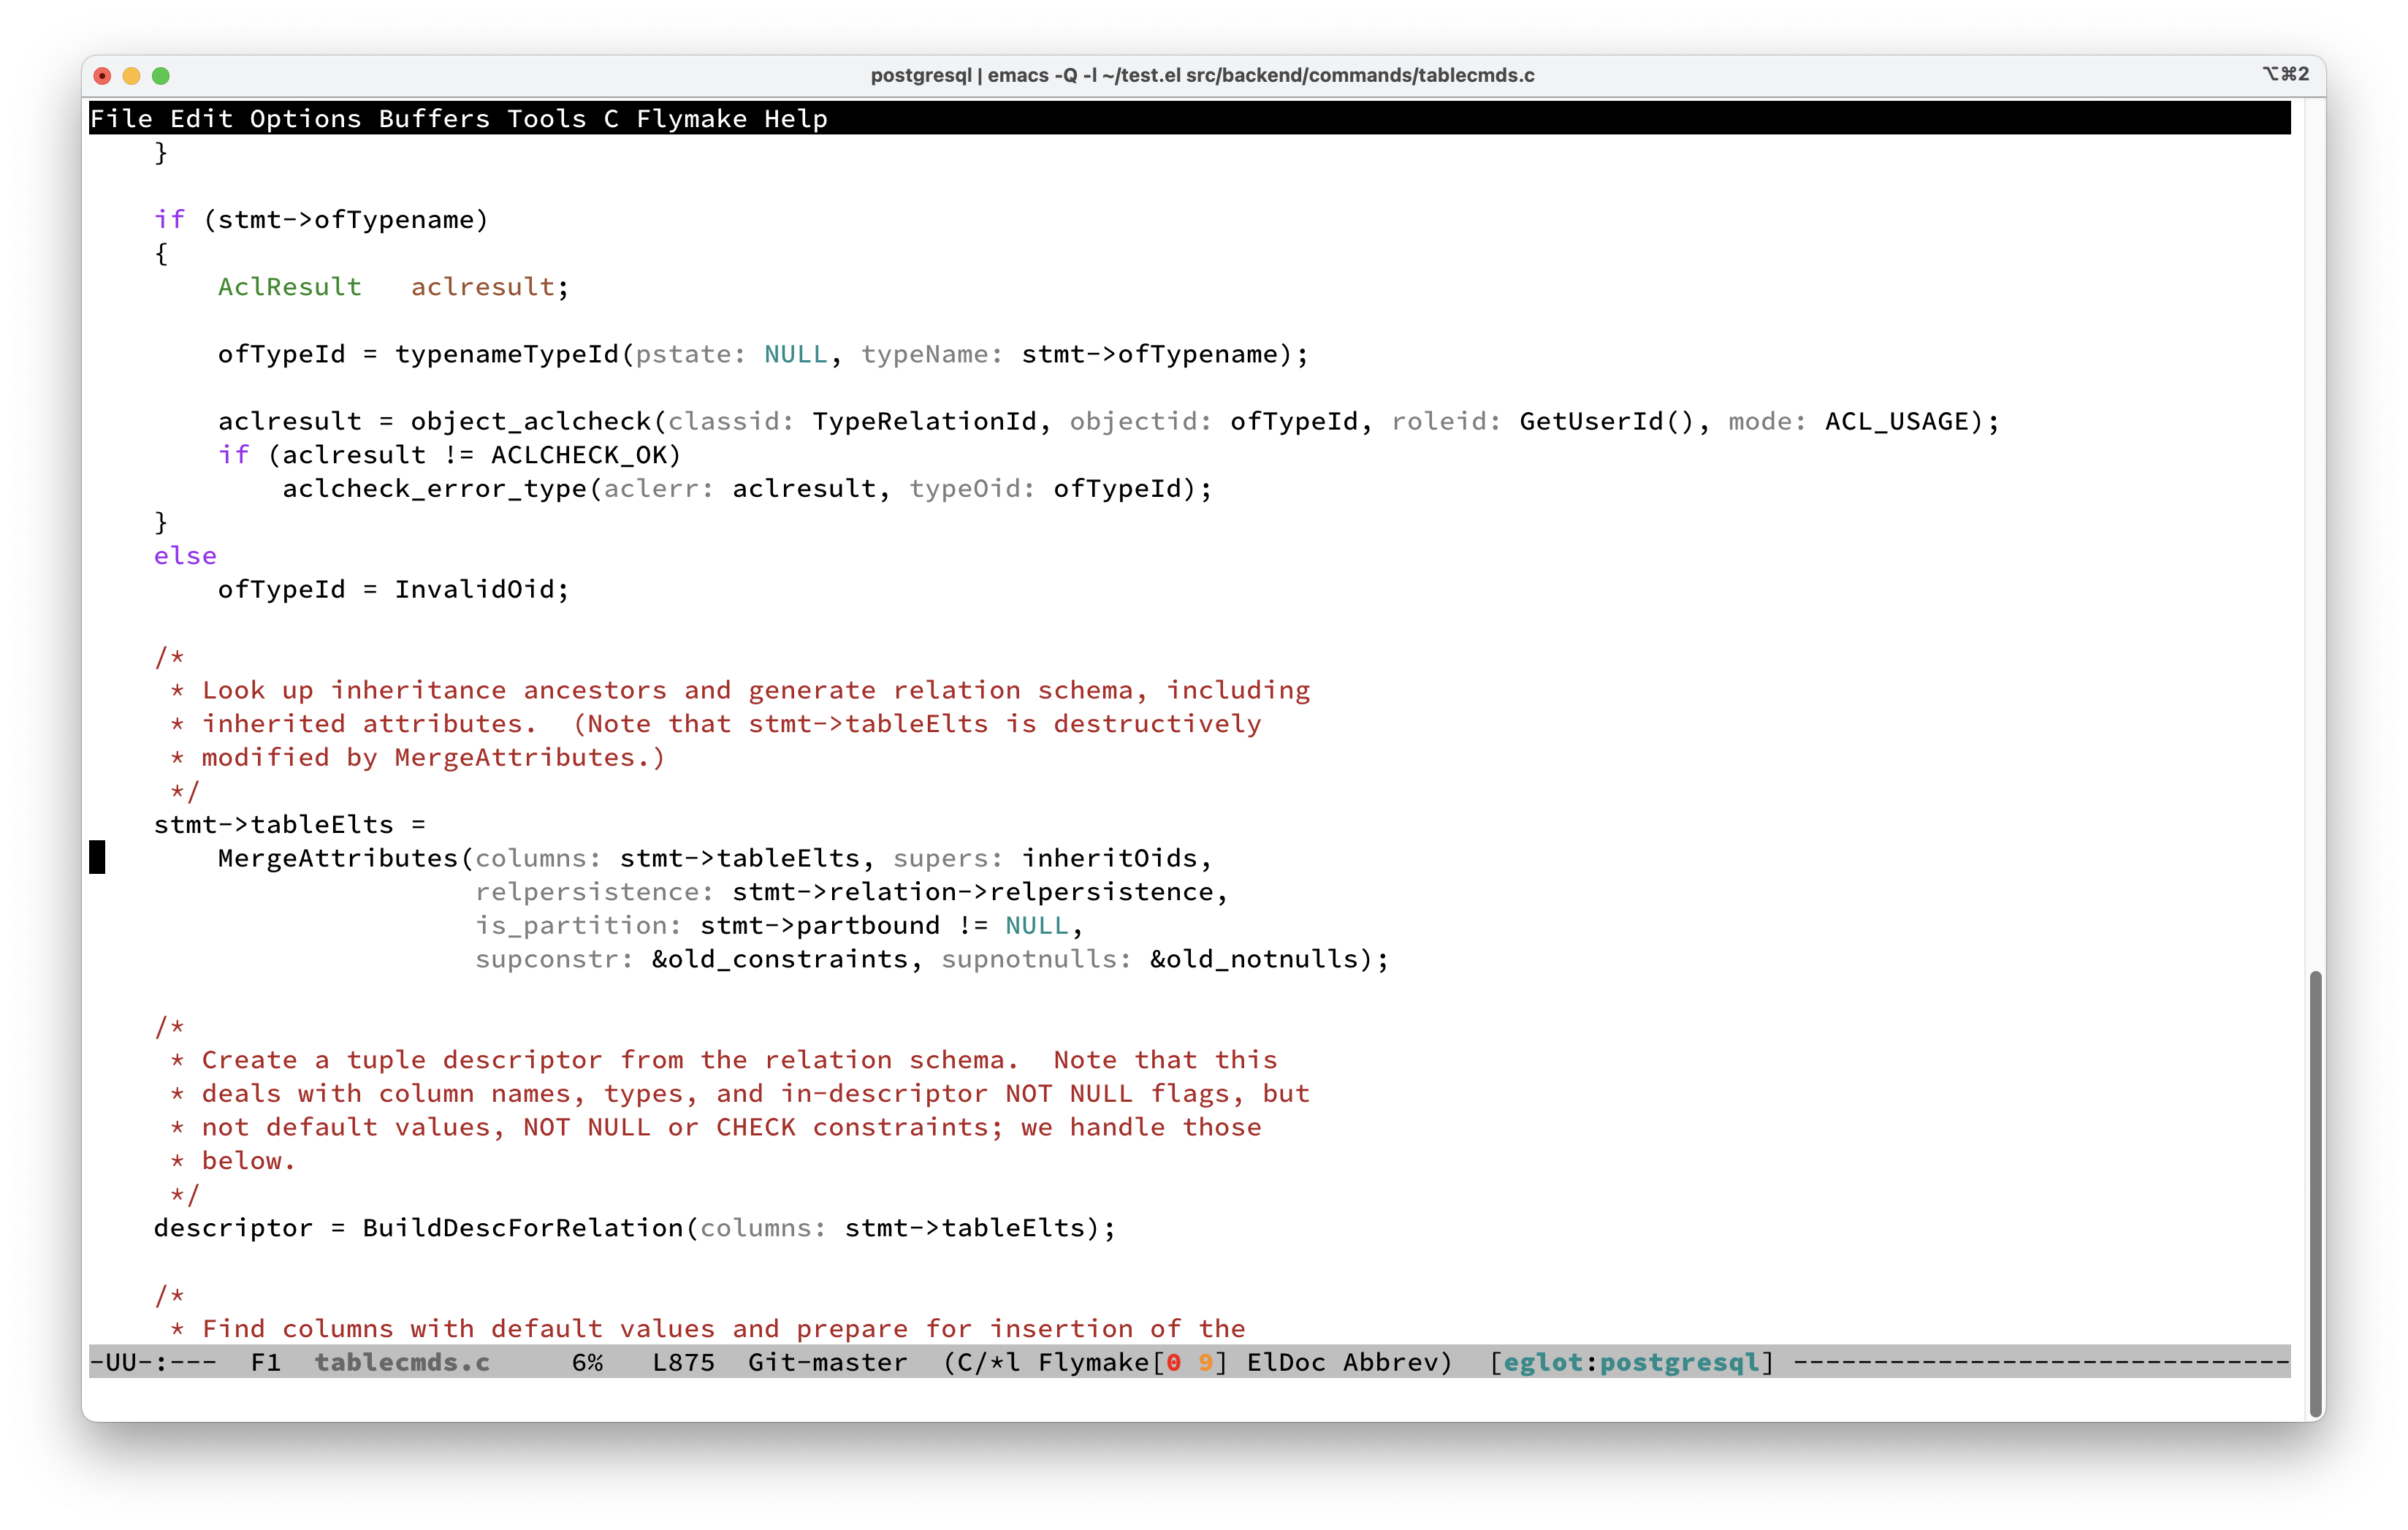 postgresql | emacs -Q -l ~/test.el src/backend/commands/tablecmds.c ⌥⌘2
File Edit Options Buffers Tools C Flymake Help
    }

    if (stmt->ofTypename)
    {
        AclResult   aclresult;

        ofTypeId = typenameTypeId(pstate: NULL, typeName: stmt->ofTypename);

        aclresult = object_aclcheck(classid: TypeRelationId, objectid: ofTypeId, roleid: GetUserId(), mode: ACL_USAGE);
        if (aclresult != ACLCHECK_OK)
            aclcheck_error_type(aclerr: aclresult, typeOid: ofTypeId);
    }
    else
        ofTypeId = InvalidOid;

    /*
     * Look up inheritance ancestors and generate relation schema, including
     * inherited attributes.  (Note that stmt->tableElts is destructively
     * modified by MergeAttributes.)
     */
    stmt->tableElts =
        MergeAttributes(columns: stmt->tableElts, supers: inheritOids,
                        relpersistence: stmt->relation->relpersistence,
                        is_partition: stmt->partbound != NULL,
                        supconstr: &old_constraints, supnotnulls: &old_notnulls);

    /*
     * Create a tuple descriptor from the relation schema.  Note that this
     * deals with column names, types, and in-descriptor NOT NULL flags, but
     * not default values, NOT NULL or CHECK constraints; we handle those
     * below.
     */
    descriptor = BuildDescForRelation(columns: stmt->tableElts);

    /*
     * Find columns with default values and prepare for insertion of the
-UU-:---  F1  tablecmds.c     6%   L875  Git-master  (C/*l Flymake[0 9] ElDoc Abbrev)  [eglot:postgresql] -------------------------------